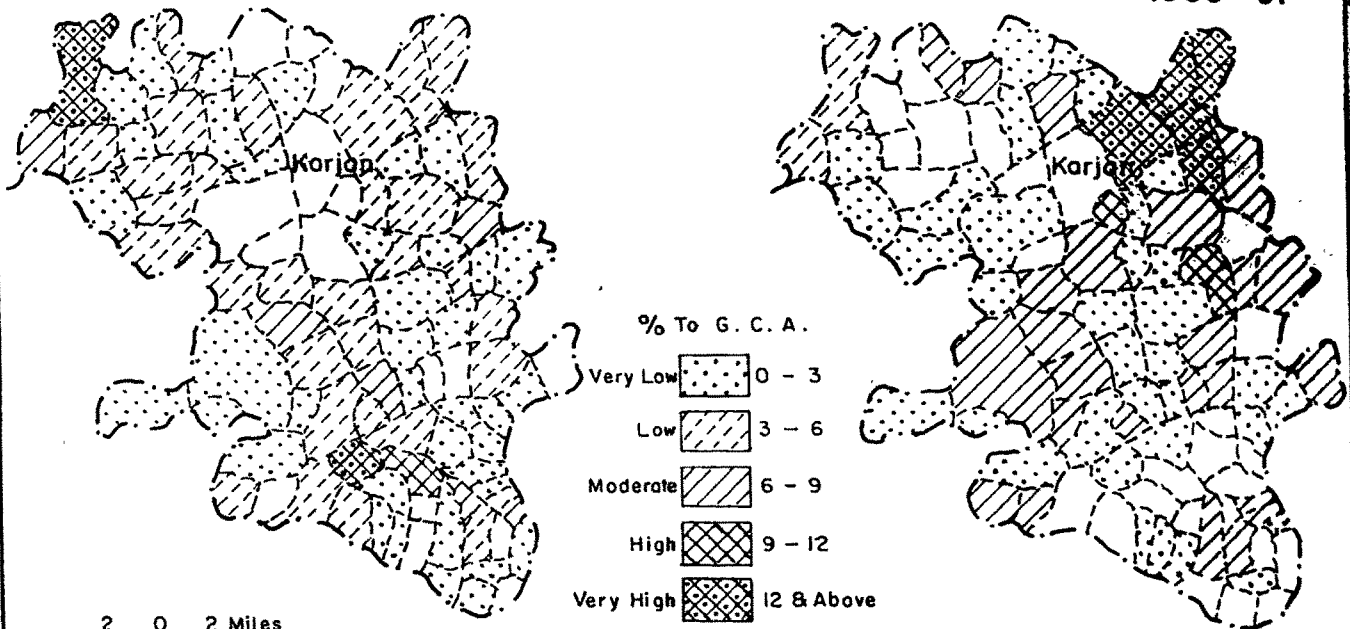 Karjan
Karjan
% To G. C. A.
Very Low 0 – 3
Low 3 – 6
Moderate 6 – 9
High 9 – 12
Very High 12 & Above
2 0 2 Miles